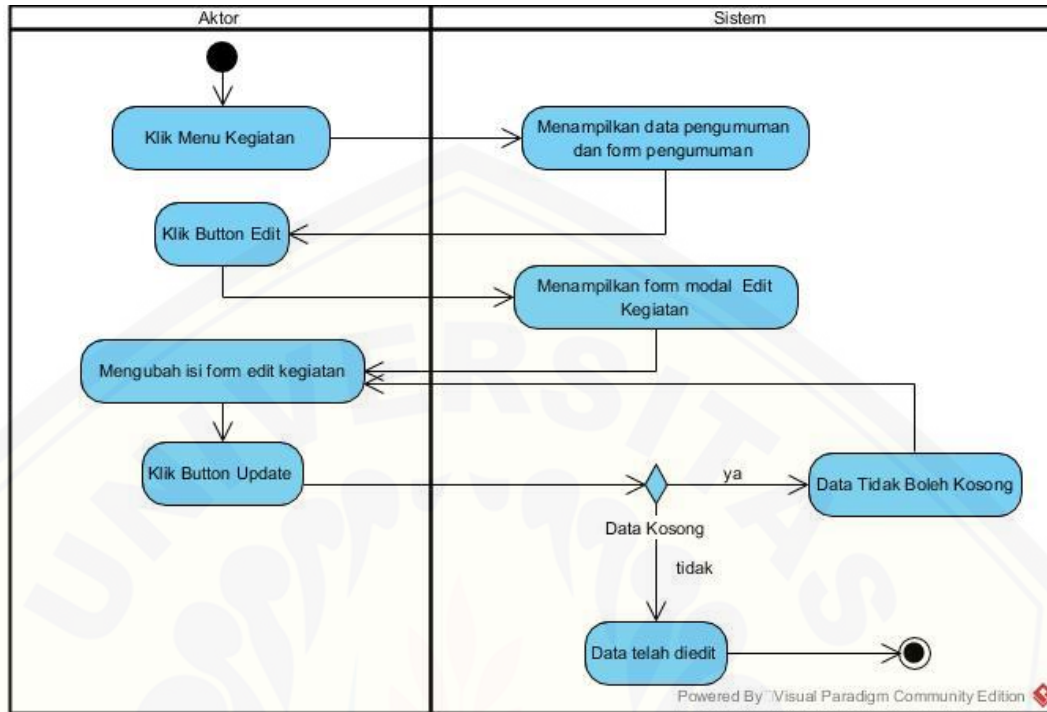 Aktor
Sistem
Klik Menu Kegiatan
Menampilkan data pengumuman
dan form pengumuman
Klik Button Edit
Menampilkan form modal Edit
Kegiatan
Mengubah isi form edit kegiatan
Klik Button Update
ya
Data Tidak Boleh Kosong
Data Kosong
tidak
Data telah diedit
Powered By Visual Paradigm Community Edition
UNIVERSITAS